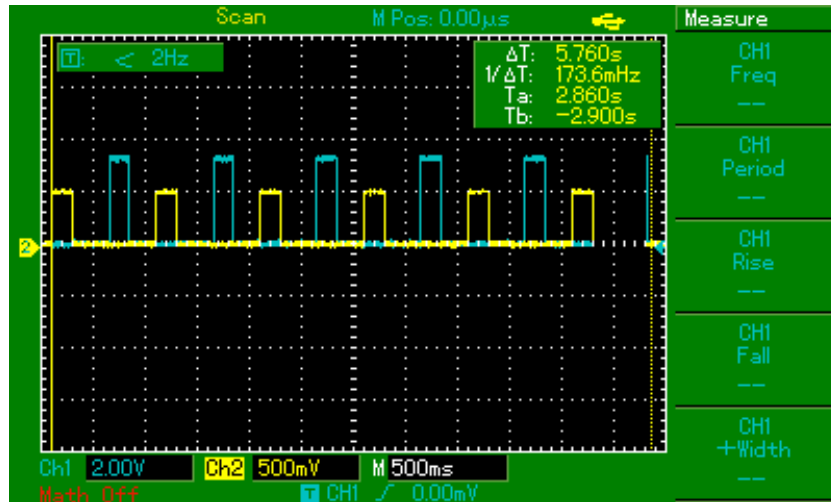 Scan M Pos: 0.00µs Measure
T: < 2Hz
ΔT: 5.760s
1/ΔT: 173.6mHz
Ta: 2.860s
Tb: -2.900s
CH1
Freq
--
CH1
Period
--
CH1
Rise
--
CH1
Fall
--
CH1
+Width
--
2
Ch1 2.00V Ch2 500mV M 500ms
Math Off T CH1 / 0.00mV